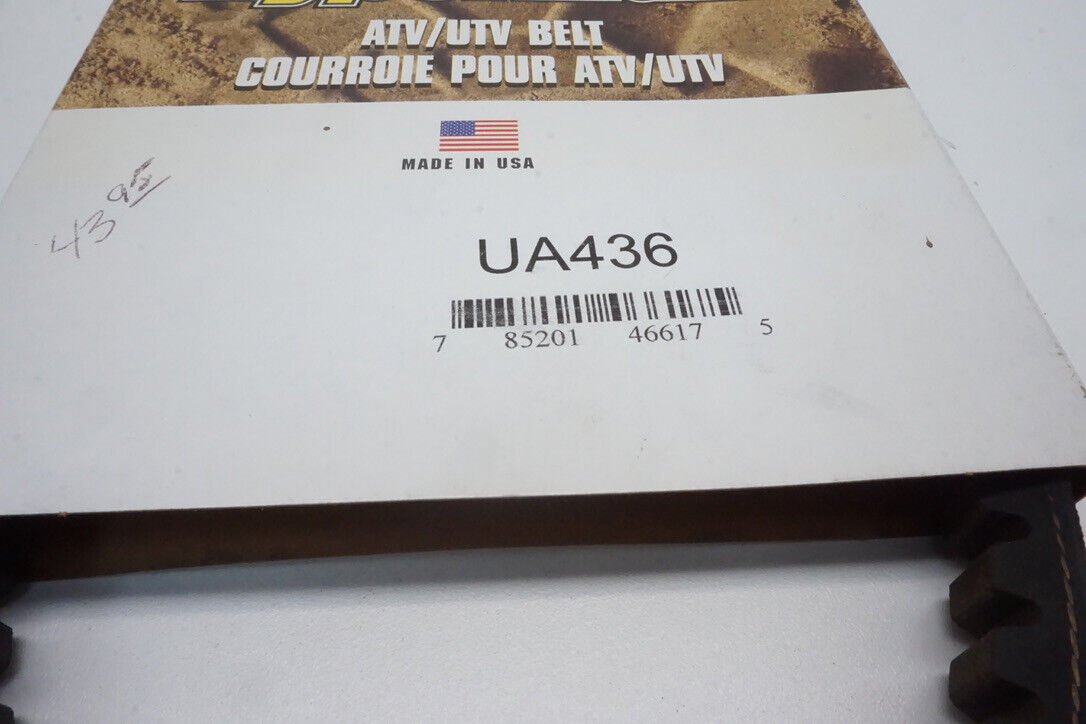 ATV/UTV BELT
COURROIE POUR ATV/UTV
MADE IN USA
43 95
UA436
7 85201 46617 5